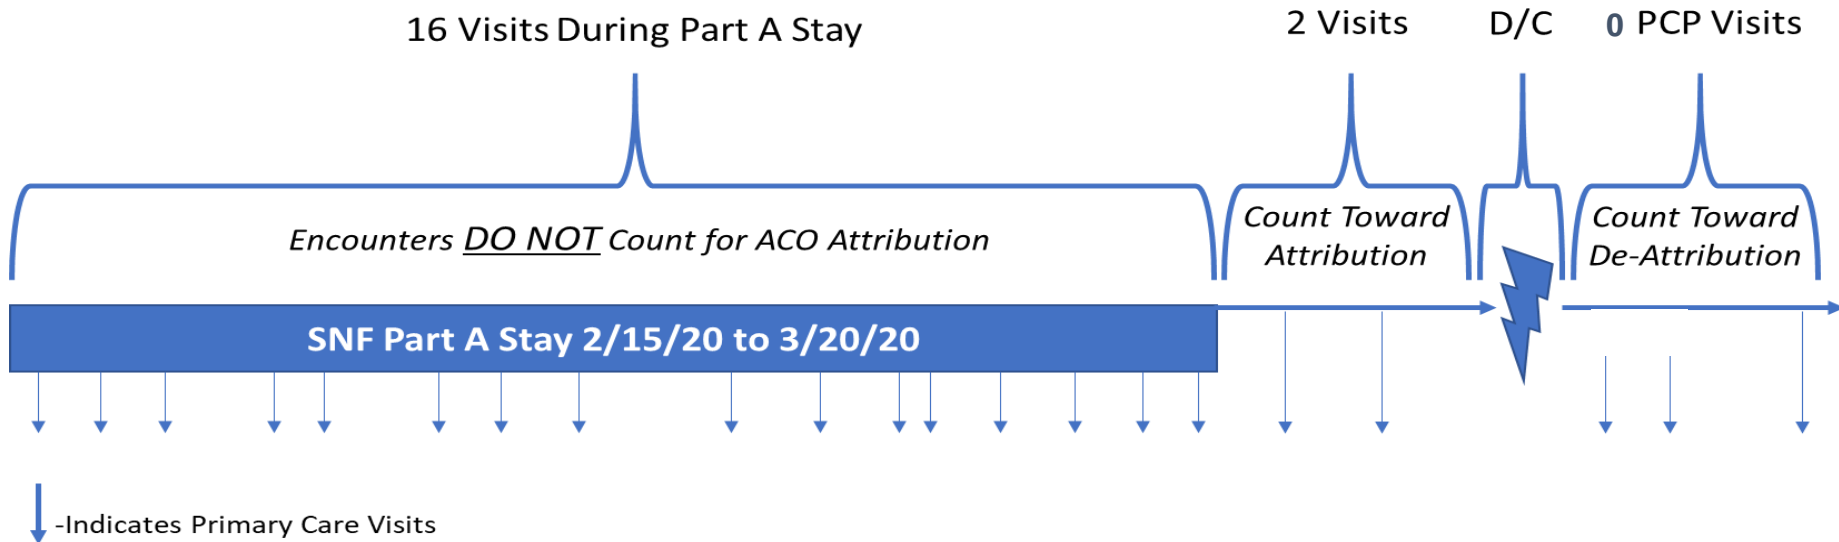 16 Visits During Part A Stay
2 Visits
D/C
0 PCP Visits
Encounters DO NOT Count for ACO Attribution
Count Toward
Attribution
Count Toward
De-Attribution
SNF Part A Stay 2/15/20 to 3/20/20
-Indicates Primary Care Visits